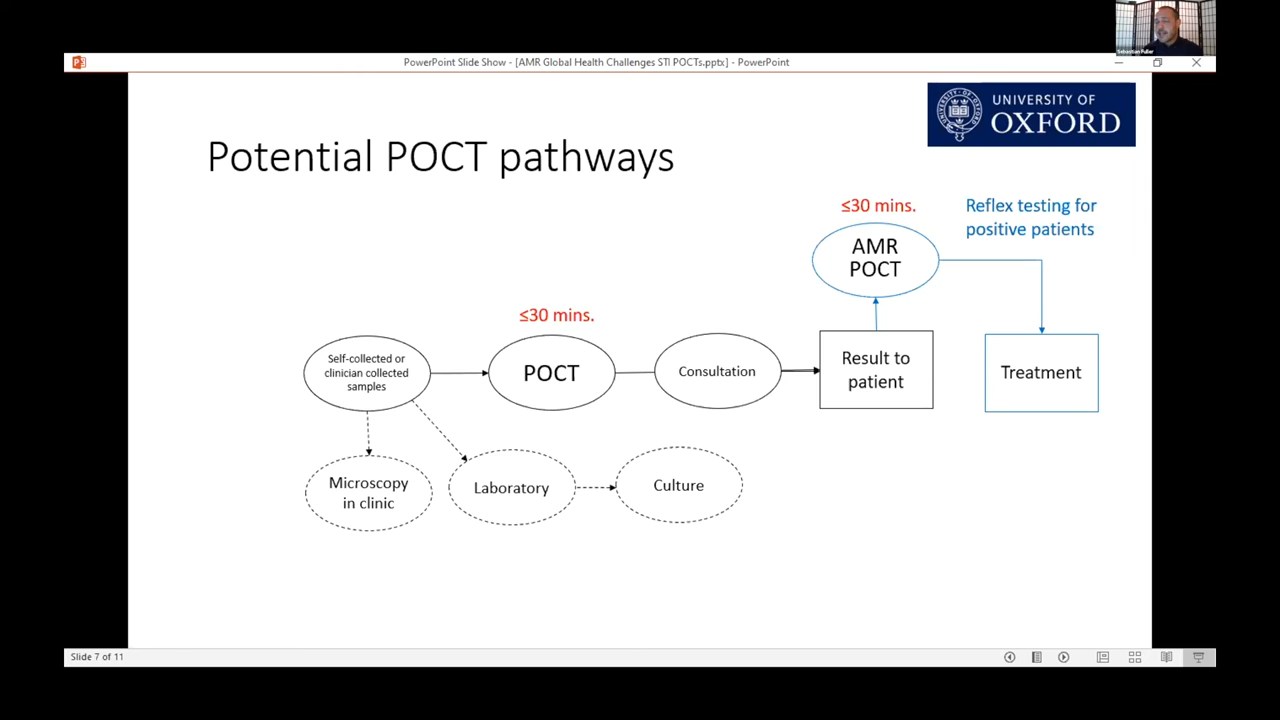 Sebastian Fuller
PowerPoint Slide Show - [AMR Global Health Challenges STI POCTs.pptx] - PowerPoint
UNIVERSITY OF
OXFORD
Potential POCT pathways
≤30 mins.
Reflex testing for
positive patients
AMR
POCT
≤30 mins.
Self-collected or
clinician collected
samples
POCT
Consultation
Result to
patient
Treatment
Microscopy
in clinic
Laboratory
Culture
Slide 7 of 11